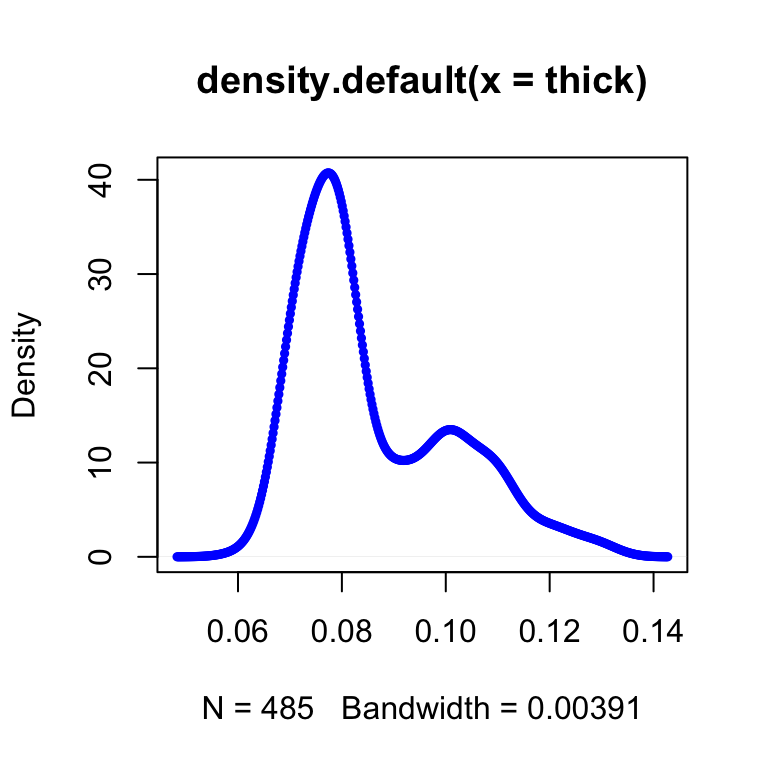 density.default(x = thick)
Density
40
30
20
10
0
0.06 0.08 0.10 0.12 0.14
N = 485 Bandwidth = 0.00391